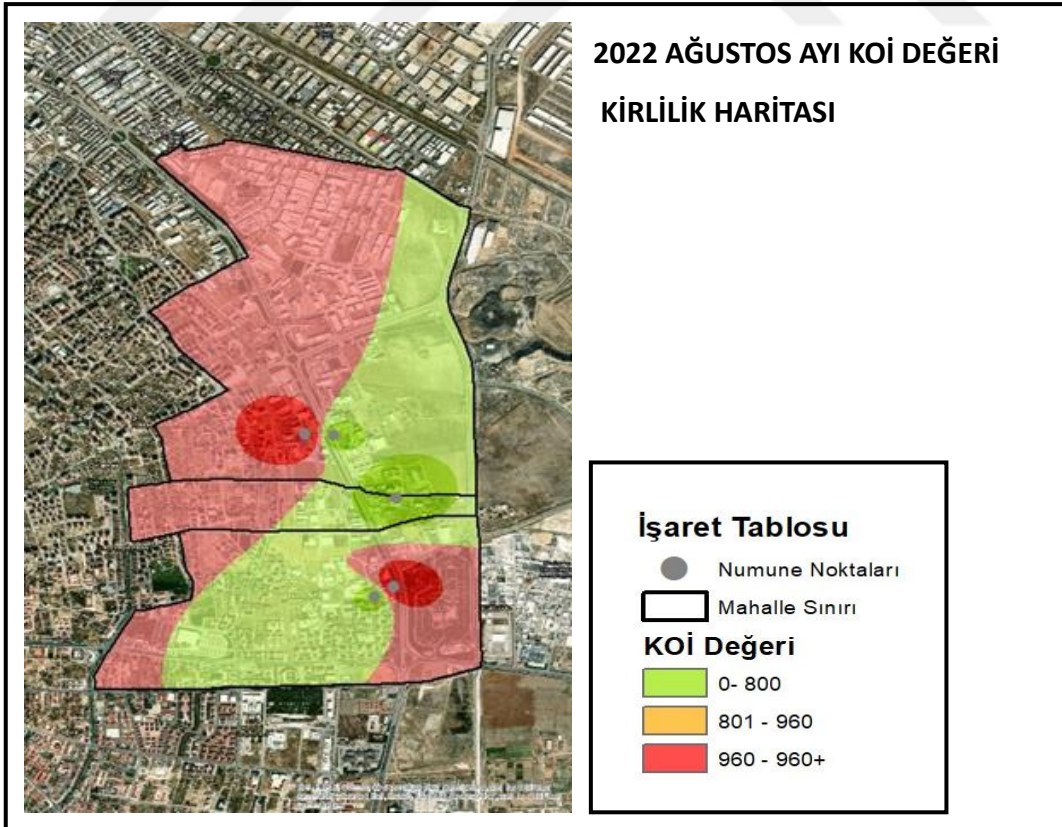 2022 AĞUSTOS AYI KOİ DEĞERİ
KİRLİLİK HARİTASI
İşaret Tablosu
Numune Noktaları
Mahalle Sınırı
KOİ Değeri
0- 800
801 - 960
960 - 960+